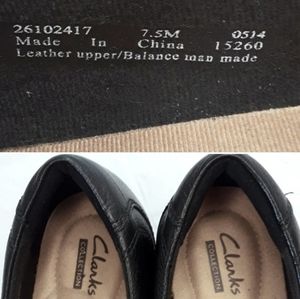 26102417 7.5M 0514
Made In China 15260
Leather upper/Balance man made
Clarks
COLLECTION
Clarks
COLLECTION